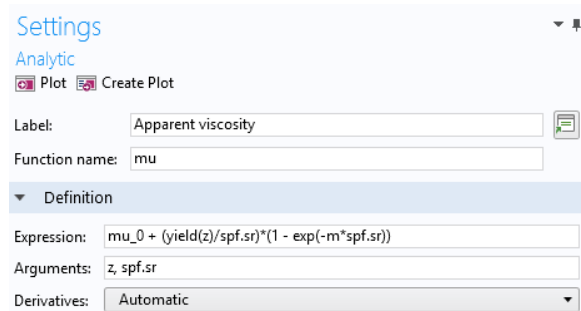 Settings
Analytic
Plot Create Plot
Label: Apparent viscosity
Function name: mu
Definition
Expression: mu_0 + (yield(z)/spf.sr)*(1 - exp(-m*spf.sr))
Arguments: z, spf.sr
Derivatives: Automatic